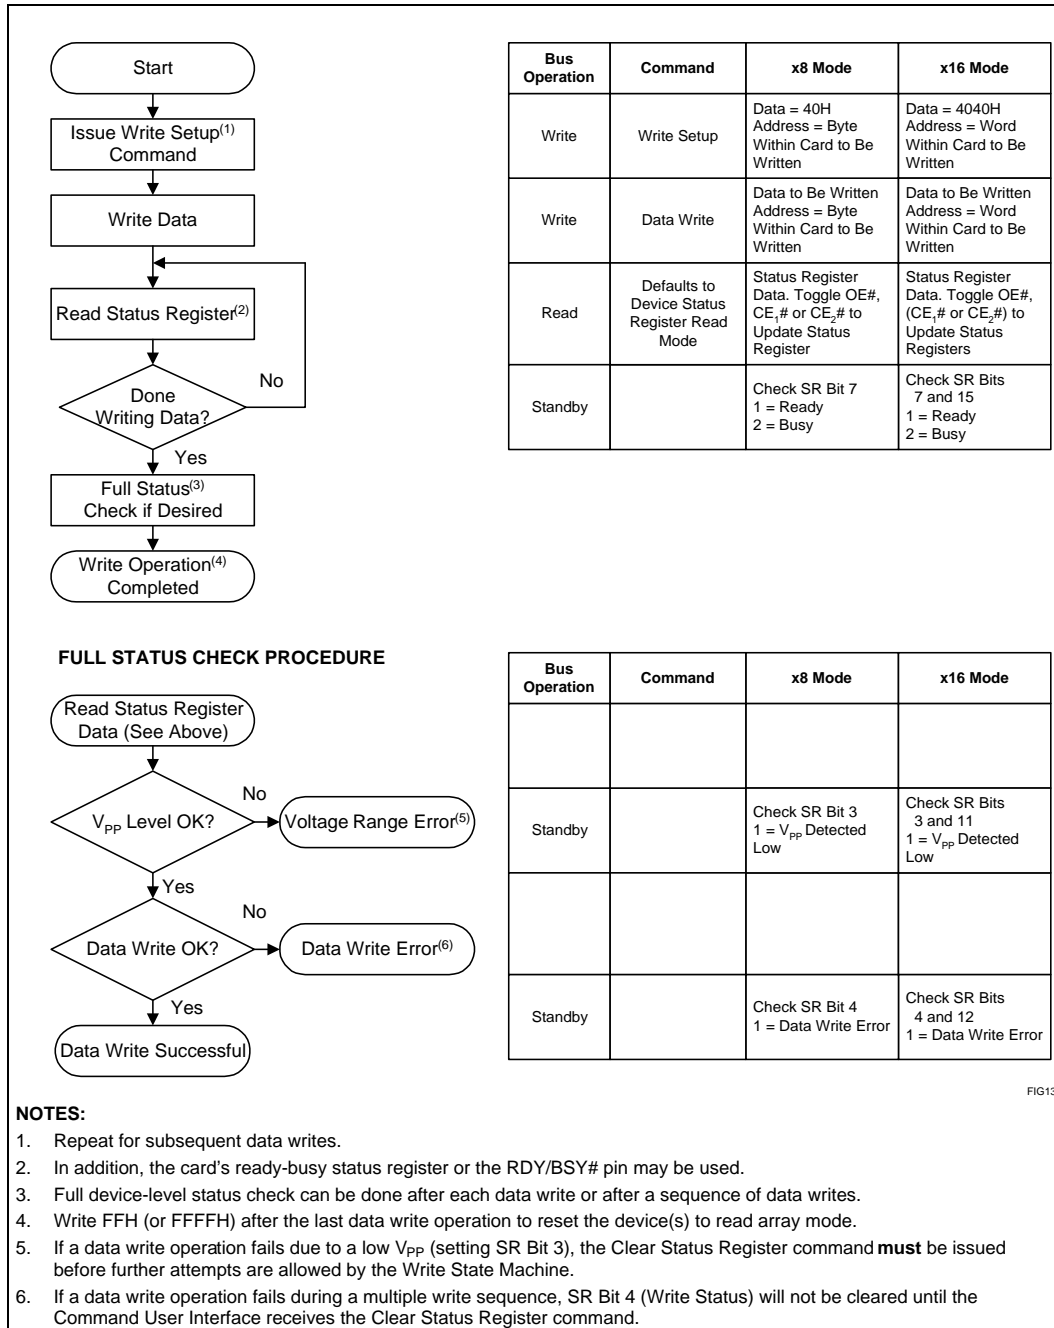 Start
Issue Write Setup(1)
Command
Write Data
Read Status Register(2)
Done
Writing Data?
No
Yes
Full Status(3)
Check if Desired
Write Operation(4)
Completed
Bus
Operation
Command
x8 Mode
x16 Mode
Write
Write Setup
Data = 40H
Address = Byte
Within Card to Be
Written
Data = 4040H
Address = Word
Within Card to Be
Written
Write
Data Write
Data to Be Written
Address = Byte
Within Card to Be
Written
Data to Be Written
Address = Word
Within Card to Be
Written
Read
Defaults to
Device Status
Register Read
Mode
Status Register
Data. Toggle OE#,
CE1# or CE2# to
Update Status
Register
Status Register
Data. Toggle OE#,
(CE1# or CE2#) to
Update Status
Registers
Standby
Check SR Bit 7
1 = Ready
2 = Busy
Check SR Bits
7 and 15
1 = Ready
2 = Busy
FULL STATUS CHECK PROCEDURE
Read Status Register
Data (See Above)
VPP Level OK?
No
Voltage Range Error(5)
Yes
Data Write OK?
No
Data Write Error(6)
Yes
Data Write Successful
Bus
Operation
Command
x8 Mode
x16 Mode
Standby
Check SR Bit 3
1 = VPP Detected
Low
Check SR Bits
3 and 11
1 = VPP Detected
Low
Standby
Check SR Bit 4
1 = Data Write Error
Check SR Bits
4 and 12
1 = Data Write Error
FIG13
NOTES:
1. Repeat for subsequent data writes.
2. In addition, the card's ready-busy status register or the RDY/BSY# pin may be used.
3. Full device-level status check can be done after each data write or after a sequence of data writes.
4. Write FFH (or FFFFH) after the last data write operation to reset the device(s) to read array mode.
5. If a data write operation fails due to a low VPP (setting SR Bit 3), the Clear Status Register command must be issued
before further attempts are allowed by the Write State Machine.
6. If a data write operation fails during a multiple write sequence, SR Bit 4 (Write Status) will not be cleared until the
Command User Interface receives the Clear Status Register command.